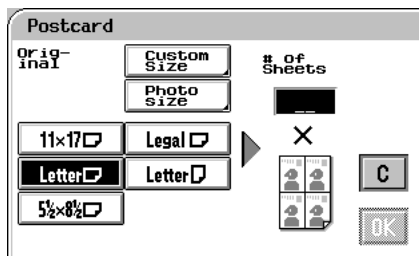 Postcard
Orig-
inal
Custom
Size
# Of
Sheets
Photo
size
11×17
Legal
Letter
Letter
C
5½×8½
OK